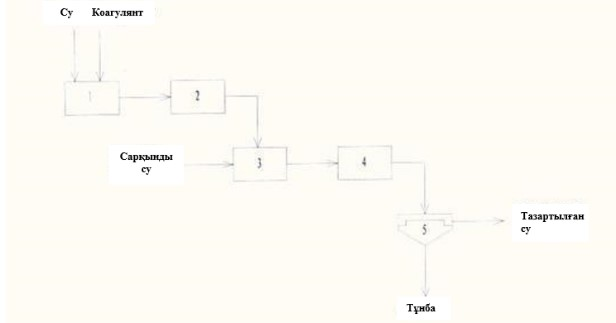 Су Коагулянт
1
2
Сарқынды
су
3
4
5
Тазартылған
су
Тұнба